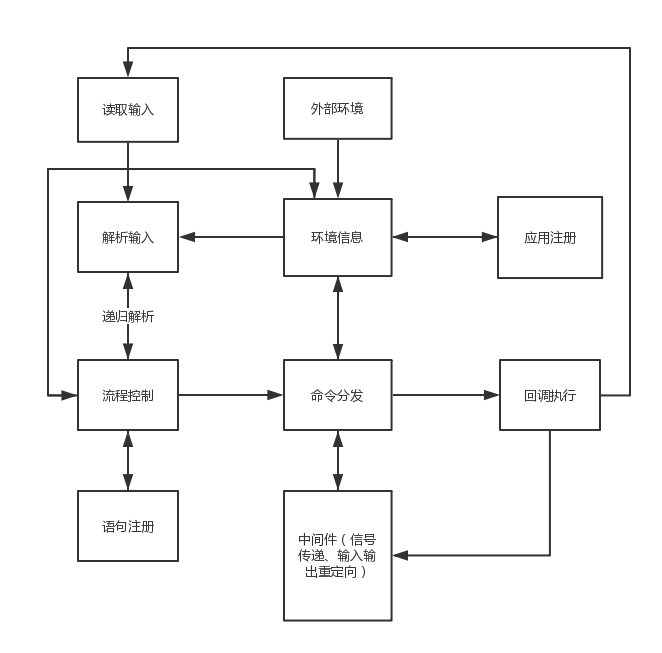 读取输入
外部环境
解析输入
环境信息
应用注册
递归解析
流程控制
命令分发
回调执行
语句注册
中间件（信号
传递、输入输
出重定向）